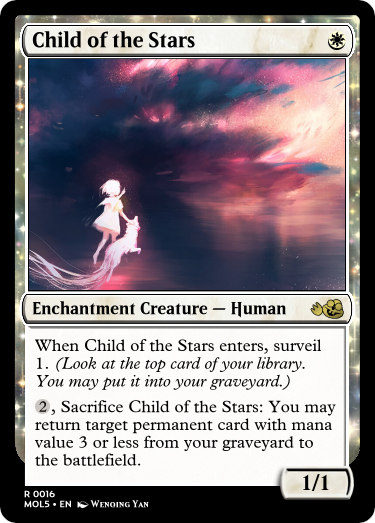 Child of the Stars
Enchantment Creature — Human
When Child of the Stars enters, surveil
1. (Look at the top card of your library.
You may put it into your graveyard.)
2, Sacrifice Child of the Stars: You may
return target permanent card with mana
value 3 or less from your graveyard to
the battlefield.
1/1
R 0016
MOL5 • EN Wenqing Yan